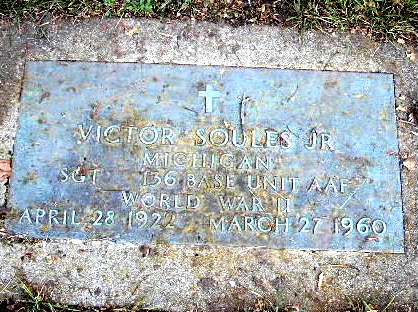 VICTOR SOULES JR
MICHIGAN
SGT 136 BASE UNIT AAF
WORLD WAR II
APRIL 28 1922 MARCH 27 1960